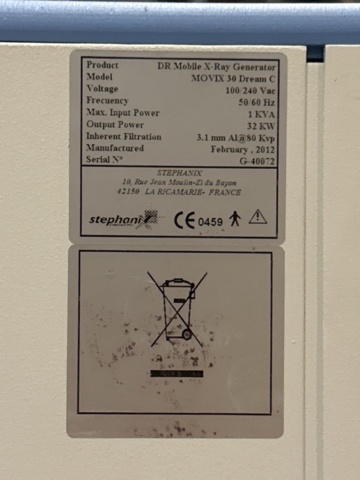 Product DR Mobile X-Ray Generator
Model MOVIX 30 Dream C
Voltage 100/240 Vac
Frecuency 50/60 Hz
Max. Input Power 1 KVA
Output Power 32 KW
Inherent Filtration 3.1 mm Al@80 Kvp
Manufactured February , 2012
Serial Nº G-40072
STEPHANIX
10, Rue Jean Moulin-Zi du Bayon
42150 LA RICAMARIE- FRANCE
stephanix CE 0459